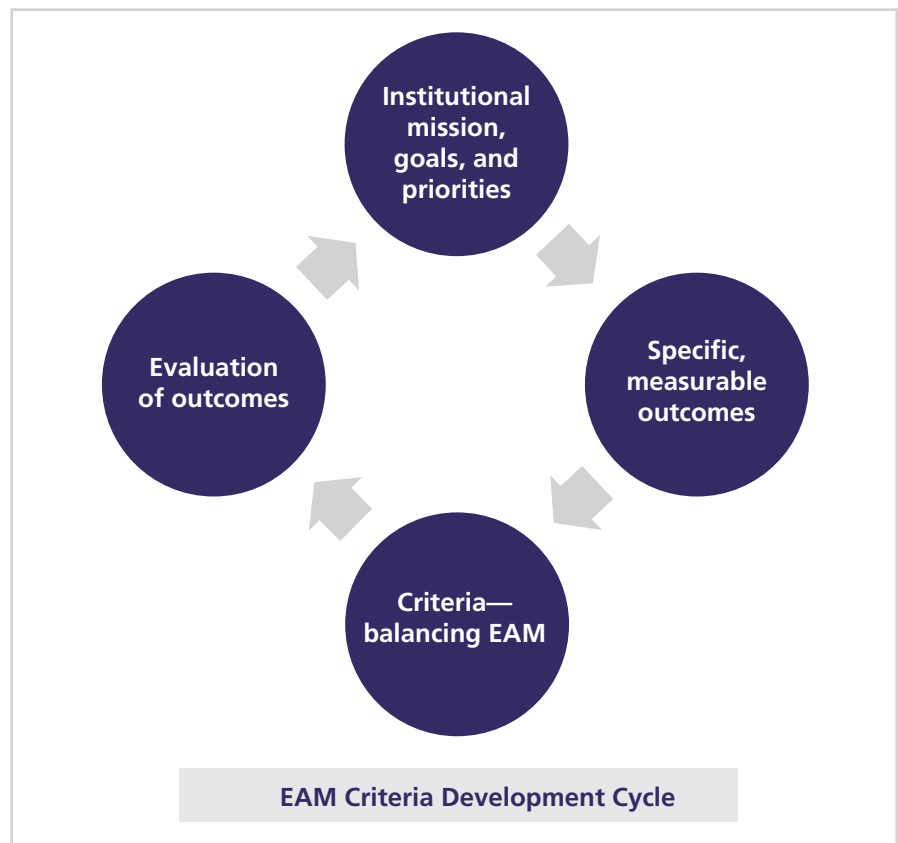 Institutional
mission,
goals, and
priorities
Specific,
measurable
outcomes
Criteria—
balancing EAM
Evaluation
of outcomes
EAM Criteria Development Cycle